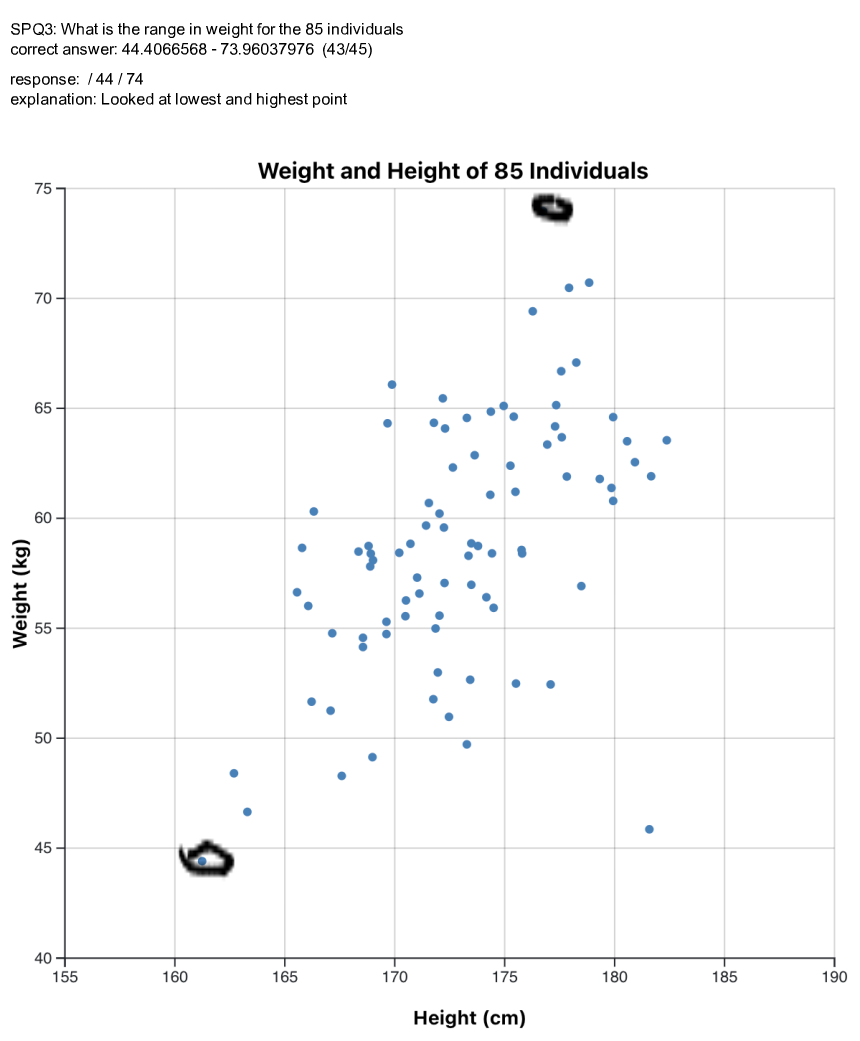 SPQ3: What is the range in weight for the 85 individuals
correct answer: 44.4066568 - 73.96037976  (43/45)
response:  / 44 / 74
explanation: Looked at lowest and highest point
Weight and Height of 85 Individuals
75
70
65
60
55
50
45
40
Weight (kg)
155 160 165 170 175 180 185 190
Height (cm)